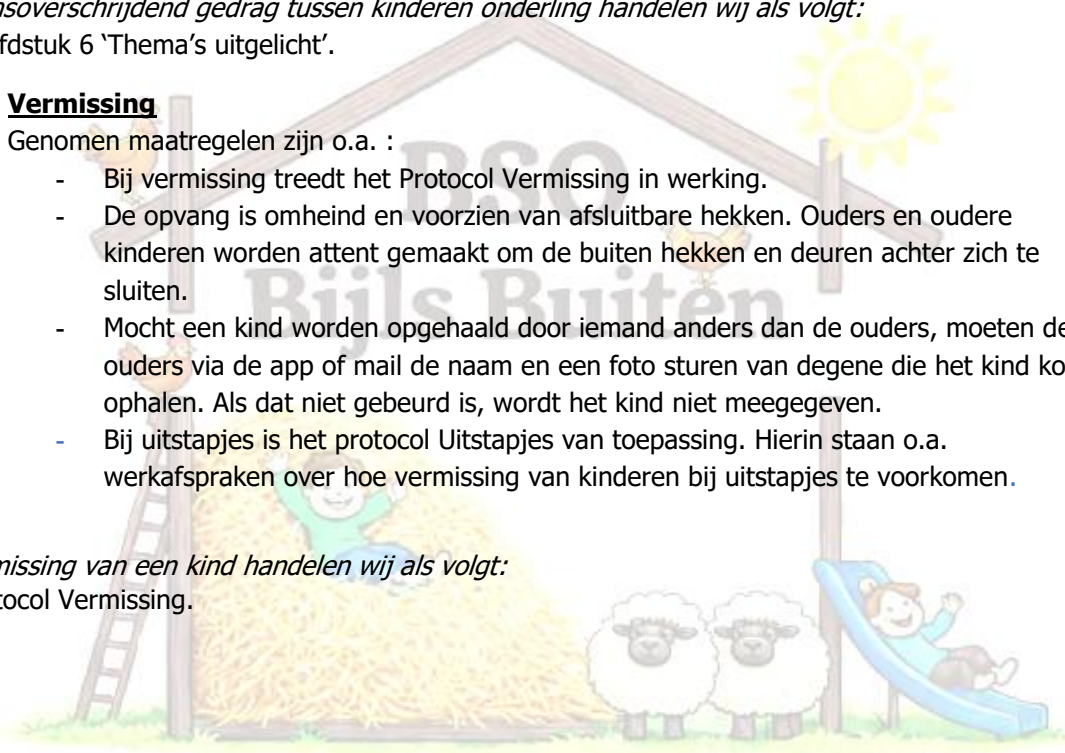 nsoverschrijdend gedrag tussen kinderen onderling handelen wij als volgt:
fdstuk 6 ‘Thema’s uitgelicht’.
Vermissing
Genomen maatregelen zijn o.a. :
- Bij vermissing treedt het Protocol Vermissing in werking.
- De opvang is omheind en voorzien van afsluitbare hekken. Ouders en oudere
kinderen worden attent gemaakt om de buiten hekken en deuren achter zich te
sluiten.
- Mocht een kind worden opgehaald door iemand anders dan de ouders, moeten de
ouders via de app of mail de naam en een foto sturen van degene die het kind ko
ophalen. Als dat niet gebeurd is, wordt het kind niet meegegeven.
- Bij uitstapjes is het protocol Uitstapjes van toepassing. Hierin staan o.a.
werkafspraken over hoe vermissing van kinderen bij uitstapjes te voorkomen.
missing van een kind handelen wij als volgt:
tocol Vermissing.
BSO
Bijls Buiten